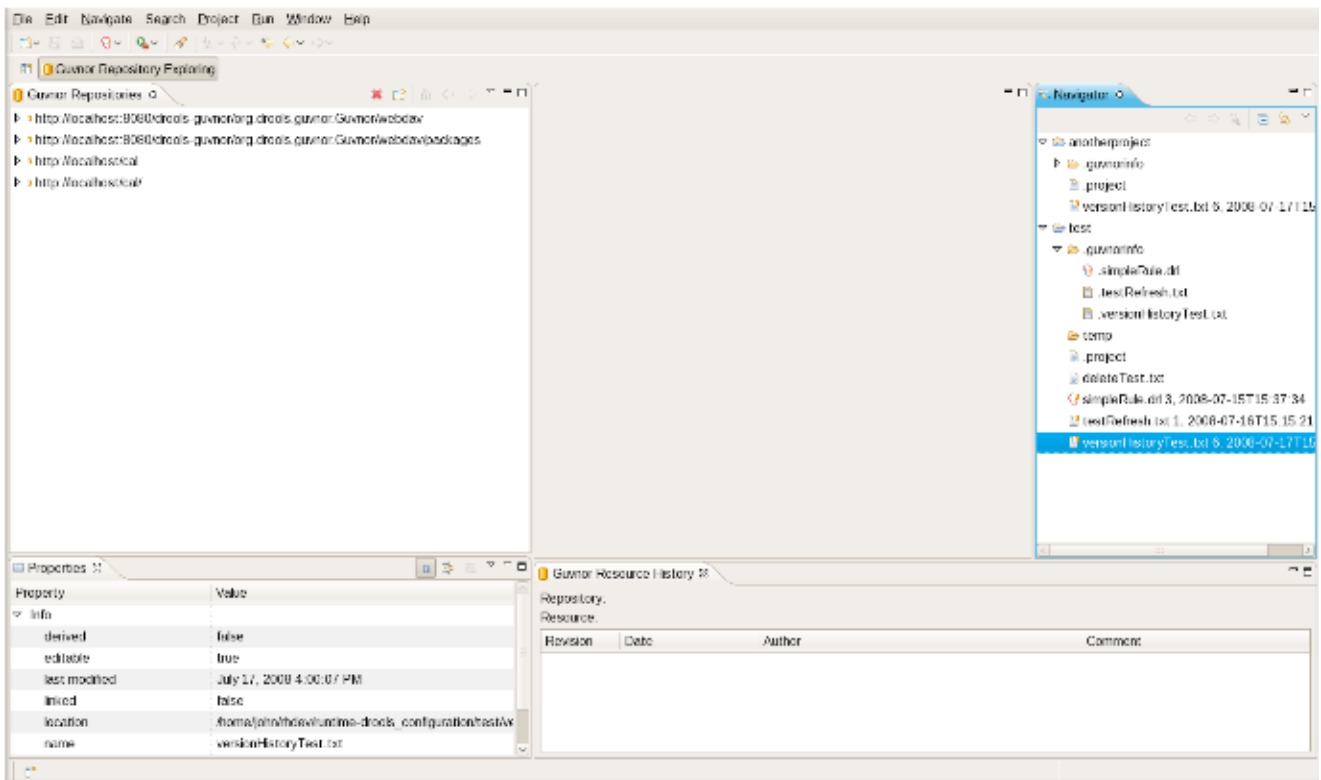 File Edit Navigate Search Project Run Window Help
Guvnor Repository Exploring
Guvnor Repositories
http://localhost:8080/drools-guvnor/org.drools.guvnor.Guvnor/webdav
http://localhost:8080/drools-guvnor/org.drools.guvnor.Guvnor/webdav/packages
http://localhost/cal
http://localhost/cal/
Navigator
anotherproject
.guvnorinfo
.project
versionHistoryTest.txt 6, 2008-07-17T15
test
.guvnorinfo
.simpleRule.drl
.testRefresh.txt
.versionHistoryTest.txt
temp
.project
deleteTest.txt
simpleRule.drl 3, 2008-07-15T15:37:34
testRefresh.txt 1, 2008-07-16T15:15:21
versionHistoryTest.txt 6, 2008-07-17T15
Properties
Property Value
Info
derived false
editable true
last modified July 17, 2008 4:00:07 PM
linked false
location /home/john/rhdev/runtime-drools_configuration/test/ve
name versionHistoryTest.txt
Guvnor Resource History
Repository:
Resource:
Revision Date Author Comment